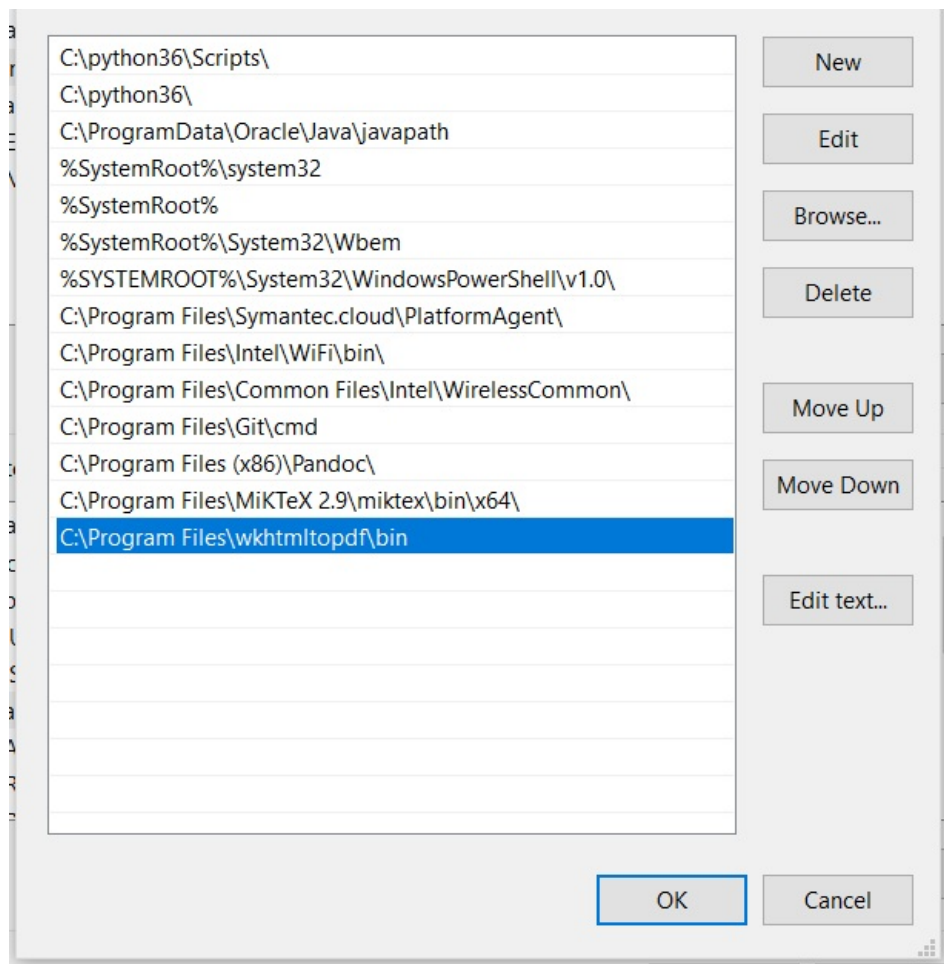 C:\python36\Scripts\
C:\python36\
C:\ProgramData\Oracle\Java\javapath
%SystemRoot%\system32
%SystemRoot%
%SystemRoot%\System32\Wbem
%SYSTEMROOT%\System32\WindowsPowerShell\v1.0\
C:\Program Files\Symantec.cloud\PlatformAgent\
C:\Program Files\Intel\WiFi\bin\
C:\Program Files\Common Files\Intel\WirelessCommon\
C:\Program Files\Git\cmd
C:\Program Files (x86)\Pandoc\
C:\Program Files\MiKTeX 2.9\miktex\bin\x64\
C:\Program Files\wkhtmltopdf\bin
New
Edit
Browse...
Delete
Move Up
Move Down
Edit text...
OK
Cancel